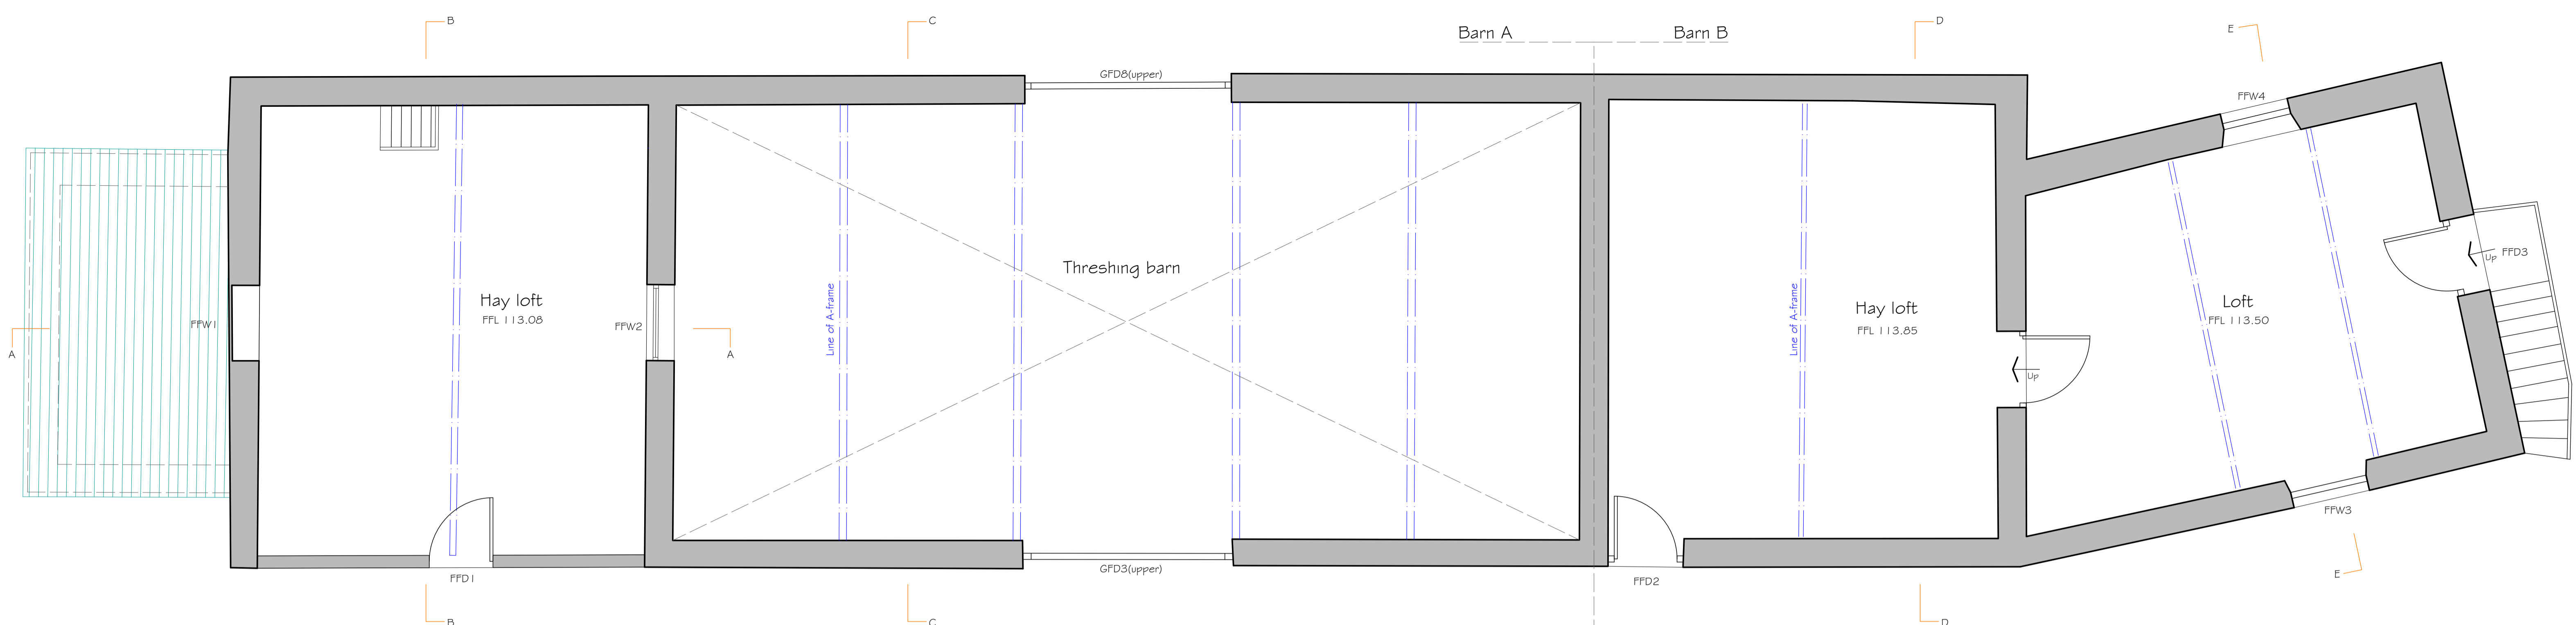 B
C
Barn A
Barn B
D
E
GFD8(upper)
FFW4
FFD3
Up
Threshing barn
Hay loft
FFL 113.08
Hay loft
FFL 113.85
Loft
FFL 113.50
FFW1
FFW2
A
A
Line of A-frame
Line of A-frame
Up
FFW3
GFD3(upper)
FFD1
FFD2
E
B
C
D